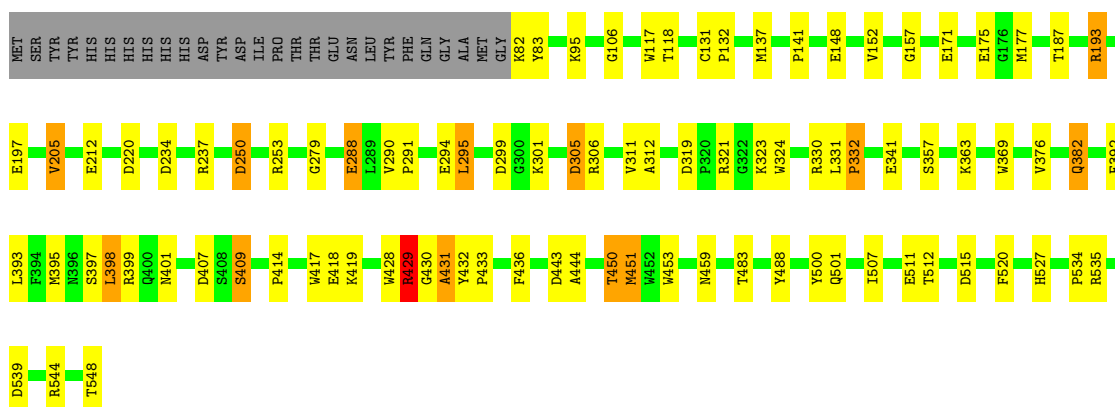 MET SER TYR TYR HIS HIS HIS HIS HIS HIS ASP TYR ASP ILE PRO THR THR GLU ASN LEU TYR PHE GLN GLY ALA MET GLY K82 Y83 K95 G106 W117 T118 C131 P132 M137 P141 E148 V152 G157 E171 E175 G176 M177 T187 R193
E197 V205 E212 D220 D234 R237 D250 R253 G279 E288 L289 V290 P291 E294 L295 D299 G300 K301 D305 R306 V311 A312 D319 P320 R321 G322 K323 W324 R330 L331 P332 E341 S357 K363 W369 V376 Q382
L393 F394 M395 N396 S397 L398 R399 Q400 N401 D407 S408 S409 P414 W417 E418 K419 W428 R429 G430 A431 Y432 P433 F436 D443 A444 T450 M451 W452 W453 N459 T483 Y488 Y500 Q501 I507 E511 T512 D515 F520 H527 P534 R535
D539 R544 T548